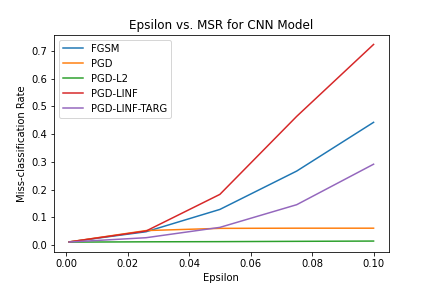 Epsilon vs. MSR for CNN Model
FGSM
PGD
PGD-L2
PGD-LINF
PGD-LINF-TARG
Miss-classification Rate
0.7
0.6
0.5
0.4
0.3
0.2
0.1
0.0
0.00 0.02 0.04 0.06 0.08 0.10
Epsilon